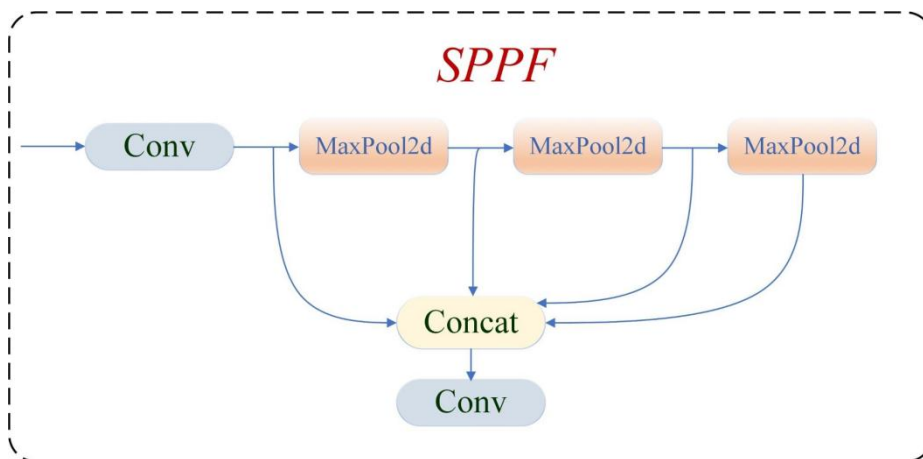 SPPF
Conv
MaxPool2d
MaxPool2d
MaxPool2d
Concat
Conv